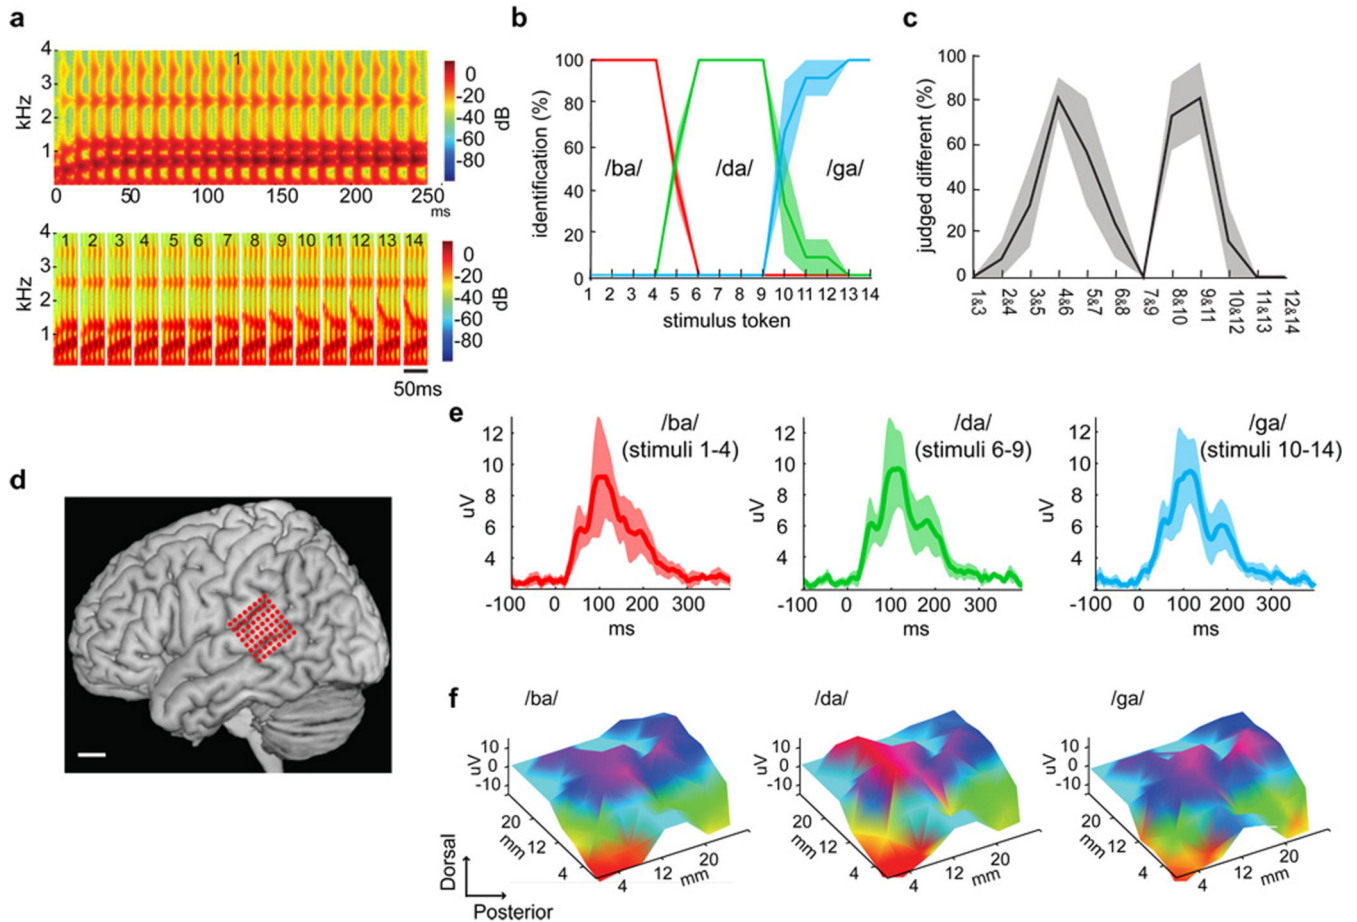 a
4
3
2
1
kHz
1
0
-20
-40
-60
-80
dB
0 50 100 150 200 250
ms
4
3
2
1
kHz
1 2 3 4 5 6 7 8 9 10 11 12 13 14
0
-20
-40
-60
-80
dB
50ms
b
100
80
60
40
20
0
identification (%)
/ba/ /da/ /ga/
1 2 3 4 5 6 7 8 9 10 11 12 13 14
stimulus token
c
100
80
60
40
20
0
judged different (%)
1&3 2&4 3&5 4&6 5&7 6&8 7&9 8&10 9&11 10&12 11&13 12&14
d
e
/ba/
(stimuli 1-4)
12
10
8
6
4
uV
-100 0 100 300
ms
/da/
(stimuli 6-9)
12
10
8
6
4
uV
-100 0 100 300
ms
/ga/
(stimuli 10-14)
12
10
8
6
4
uV
-100 0 100 300
ms
f
/ba/
10
0
-10
uV
20
12
4
mm
4 12 20
mm
/da/
10
0
-10
uV
20
12
4
mm
4 12 20
mm
/ga/
10
0
-10
uV
20
12
4
mm
4 12 20
mm
Dorsal
Posterior